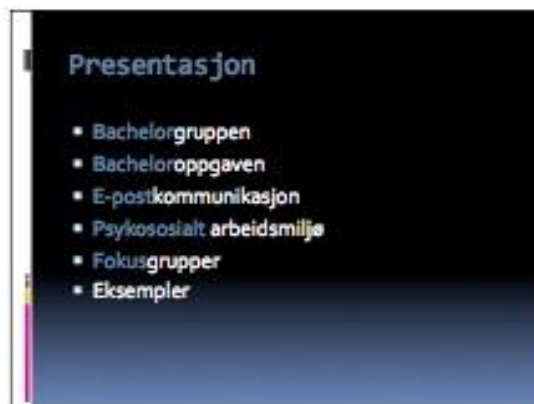 Presentasjon
Bachelorgruppen
Bacheloroppgaven
E-postkommunikasjon
Psykososialt arbeidsmiljø
Fokusgrupper
Eksempler